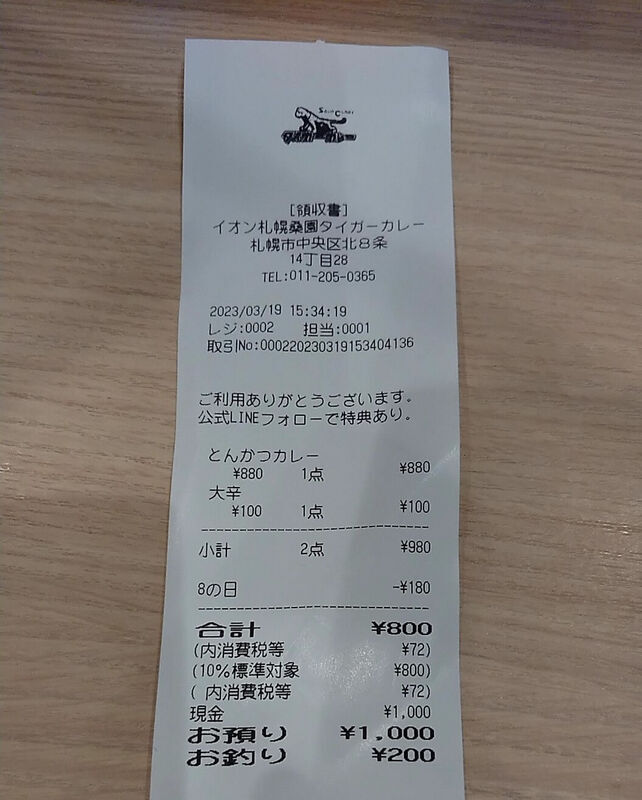 SOUP CURRY
[領収書]
イオン札幌桑園タイガーカレー
札幌市中央区北8条
14丁目28
TEL:011-205-0365
2023/03/19 15:34:19
レジ:0002 担当:0001
取引No:000220230319153404136
ご利用ありがとうございます。
公式LINEフォローで特典あり。
とんかつカレー
¥880 1点 ¥880
大辛
¥100 1点 ¥100
小計 2点 ¥980
8の日 -¥180
合計 ¥800
(内消費税等 ¥72)
(10%標準対象 ¥800)
( 内消費税等 ¥72)
現金 ¥1,000
お預り ¥1,000
お釣り ¥200